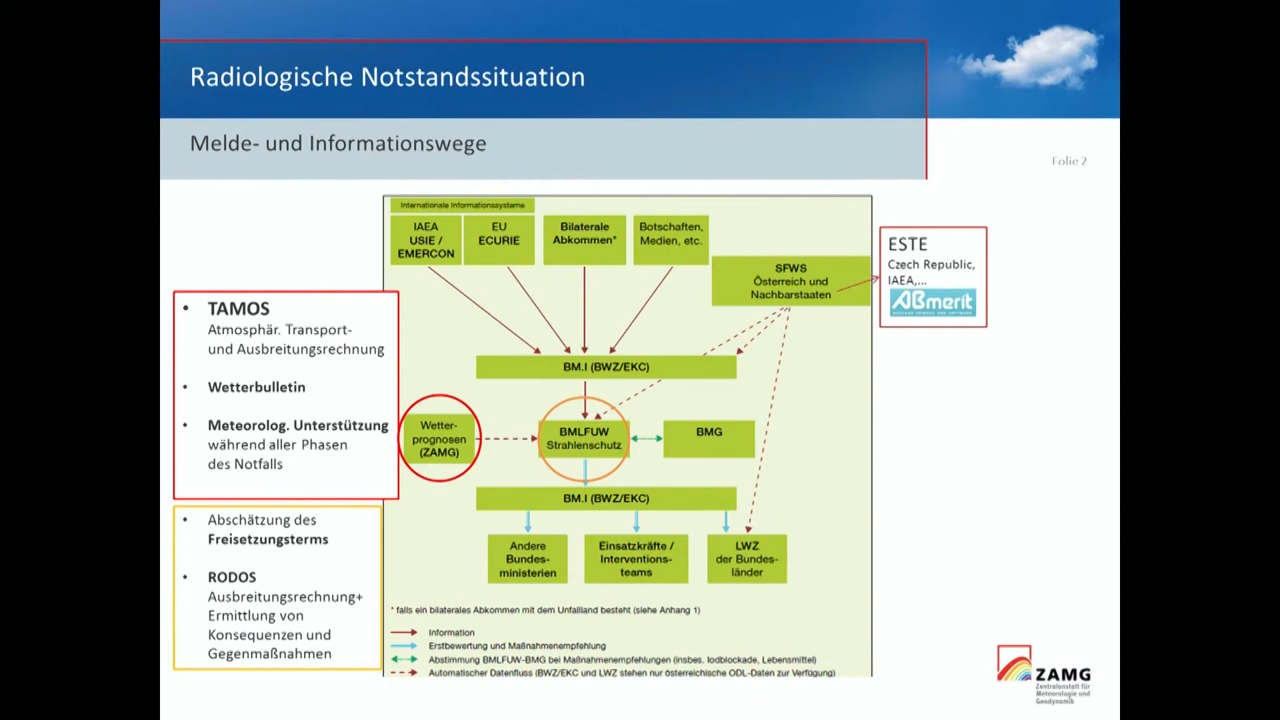 Radiologische Notstandssituation
Melde- und Informationswege
Folie 2
Internationale Informationssysteme
IAEA
USIE /
EMERCON
EU
ECURIE
Bilaterale
Abkommen*
Botschaften,
Medien, etc.
SFWS
Österreich und
Nachbarstaaten
ESTE
Czech Republic,
IAEA,...
ABmerit
• TAMOS
Atmosphär. Transport-
und Ausbreitungsrechnung
• Wetterbulletin
• Meteorolog. Unterstützung
während aller Phasen
des Notfalls
BM.I (BWZ/EKC)
Wetter-
prognosen
(ZAMG)
BMLFUW
Strahlenschutz
BMG
BM.I (BWZ/EKC)
Andere
Bundes-
ministerien
Einsatzkräfte /
Interventions-
teams
LWZ
der Bundes-
länder
• Abschätzung des
Freisetzungsterms
• RODOS
Ausbreitungsrechnung+
Ermittlung von
Konsequenzen und
Gegenmaßnahmen
* falls ein bilaterales Abkommen mit dem Unfallland besteht (siehe Anhang 1)
Information
Erstbewertung und Maßnahmenempfehlung
Abstimmung BMLFUW-BMG bei Maßnahmenempfehlungen (insbes. Iodblockade, Lebensmittel)
Automatischer Datenfluss (BWZ/EKC und LWZ stehen nur österreichische ODL-Daten zur Verfügung)
ZAMG
Zentralanstalt für
Meteorologie und
Geodynamik